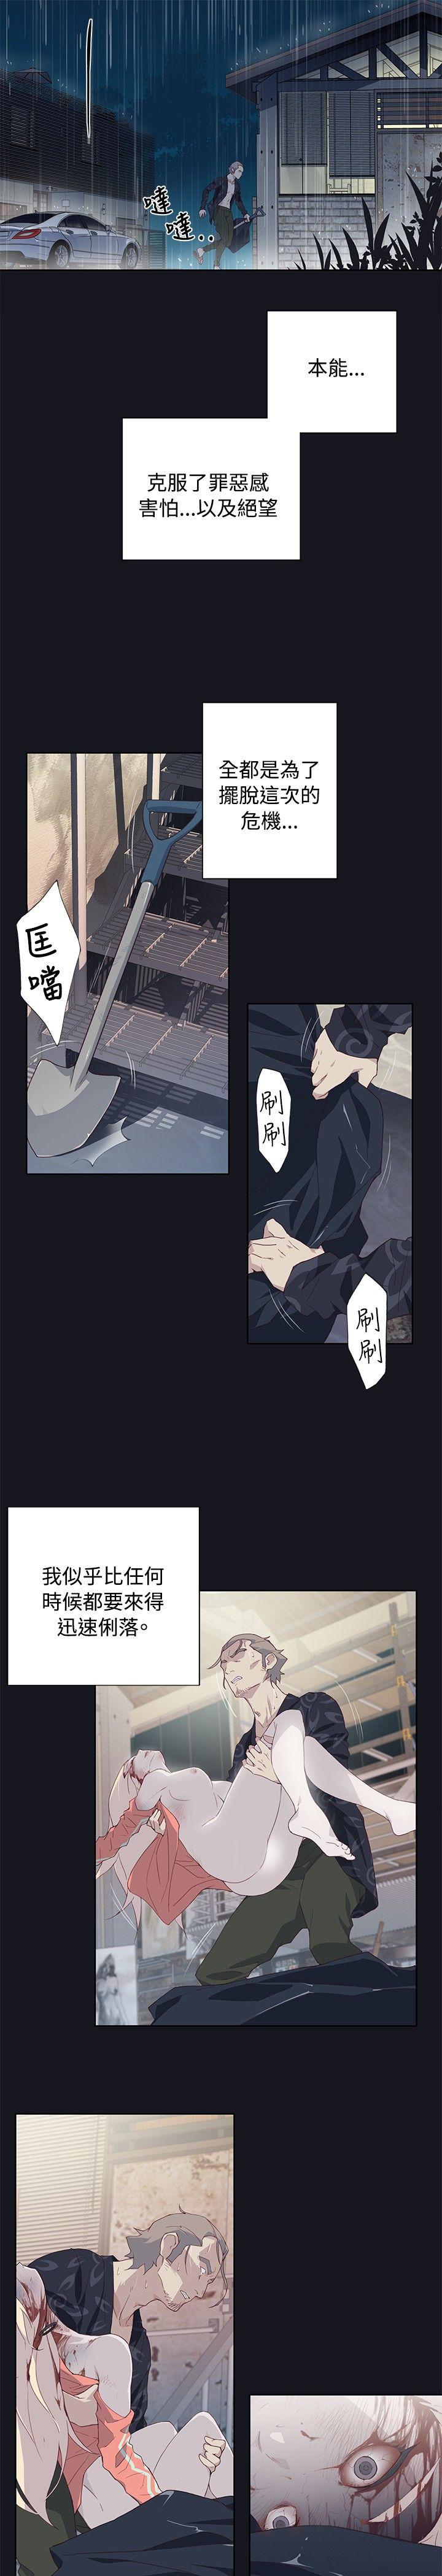 噠
噠..
本能...
克服了罪惡感
害怕...以及絕望
全都是為了
擺脫這次的
危機...
匡
噹
刷
刷
刷
刷
我似乎比任何
時候都要來得
迅速俐落。